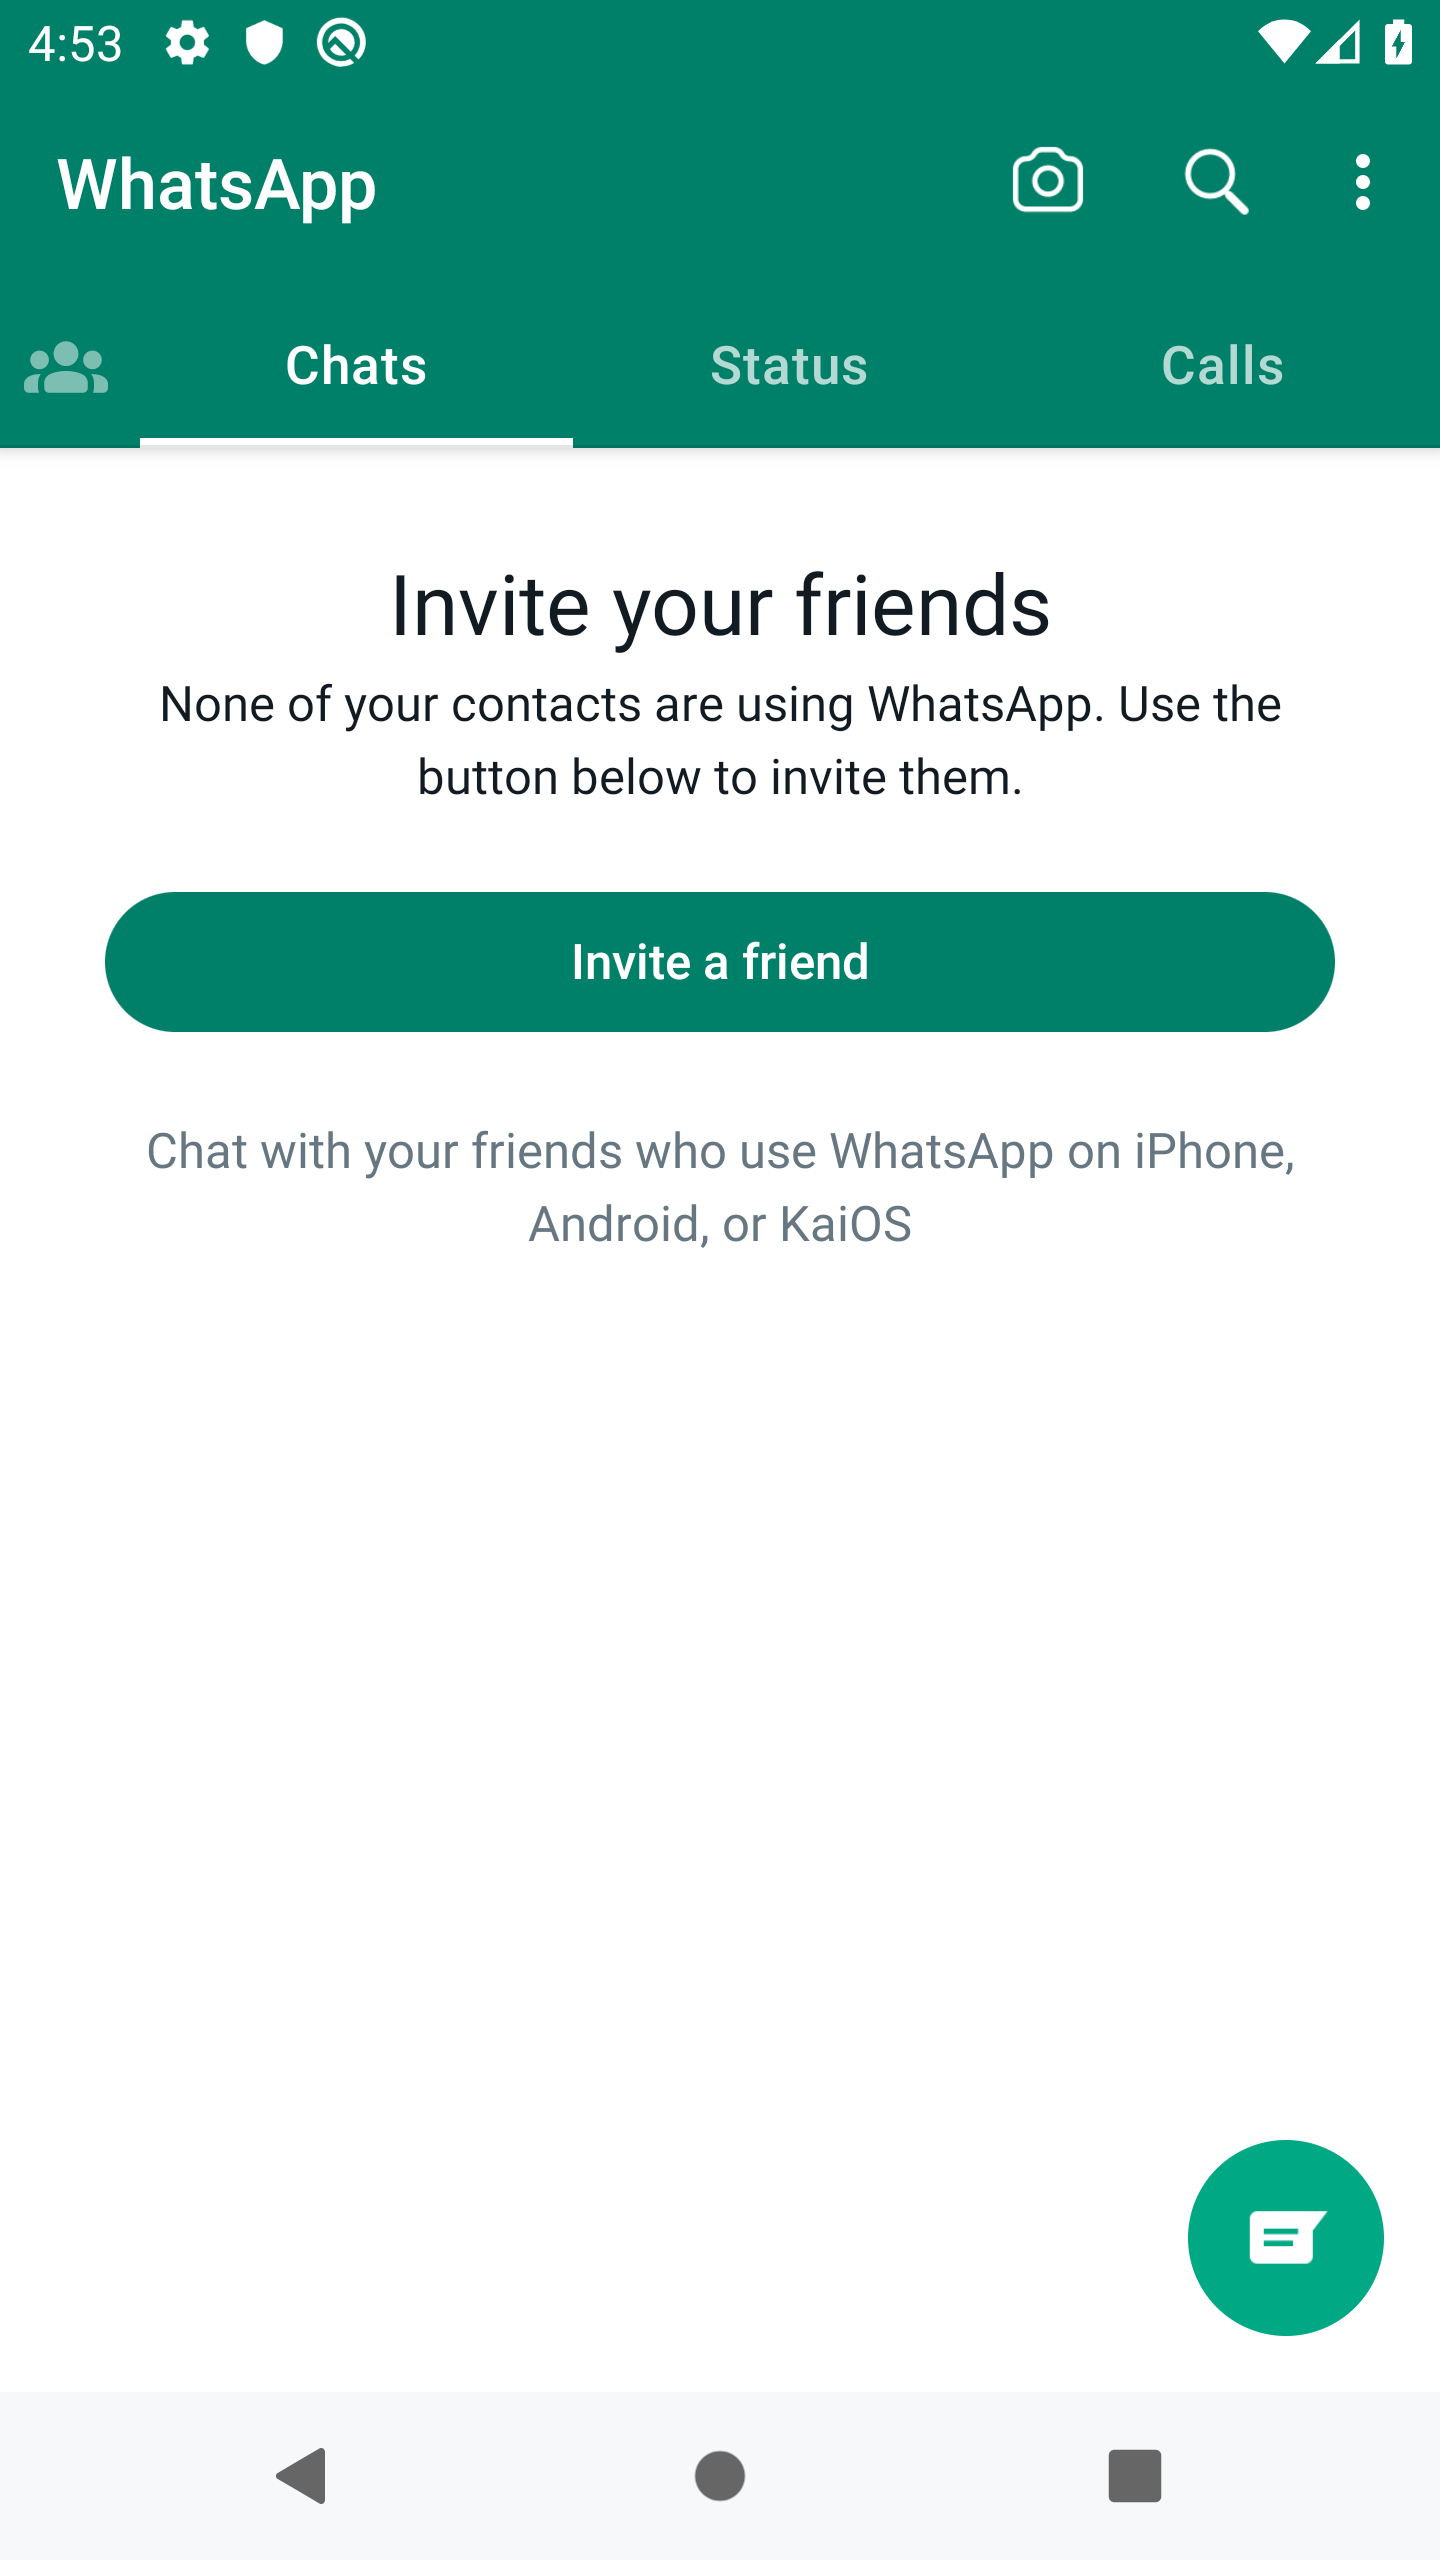 4:53
WhatsApp
Chats
Status
Calls
Invite your friends
None of your contacts are using WhatsApp. Use the
button below to invite them.
Invite a friend
Chat with your friends who use WhatsApp on iPhone,
Android, or KaiOS